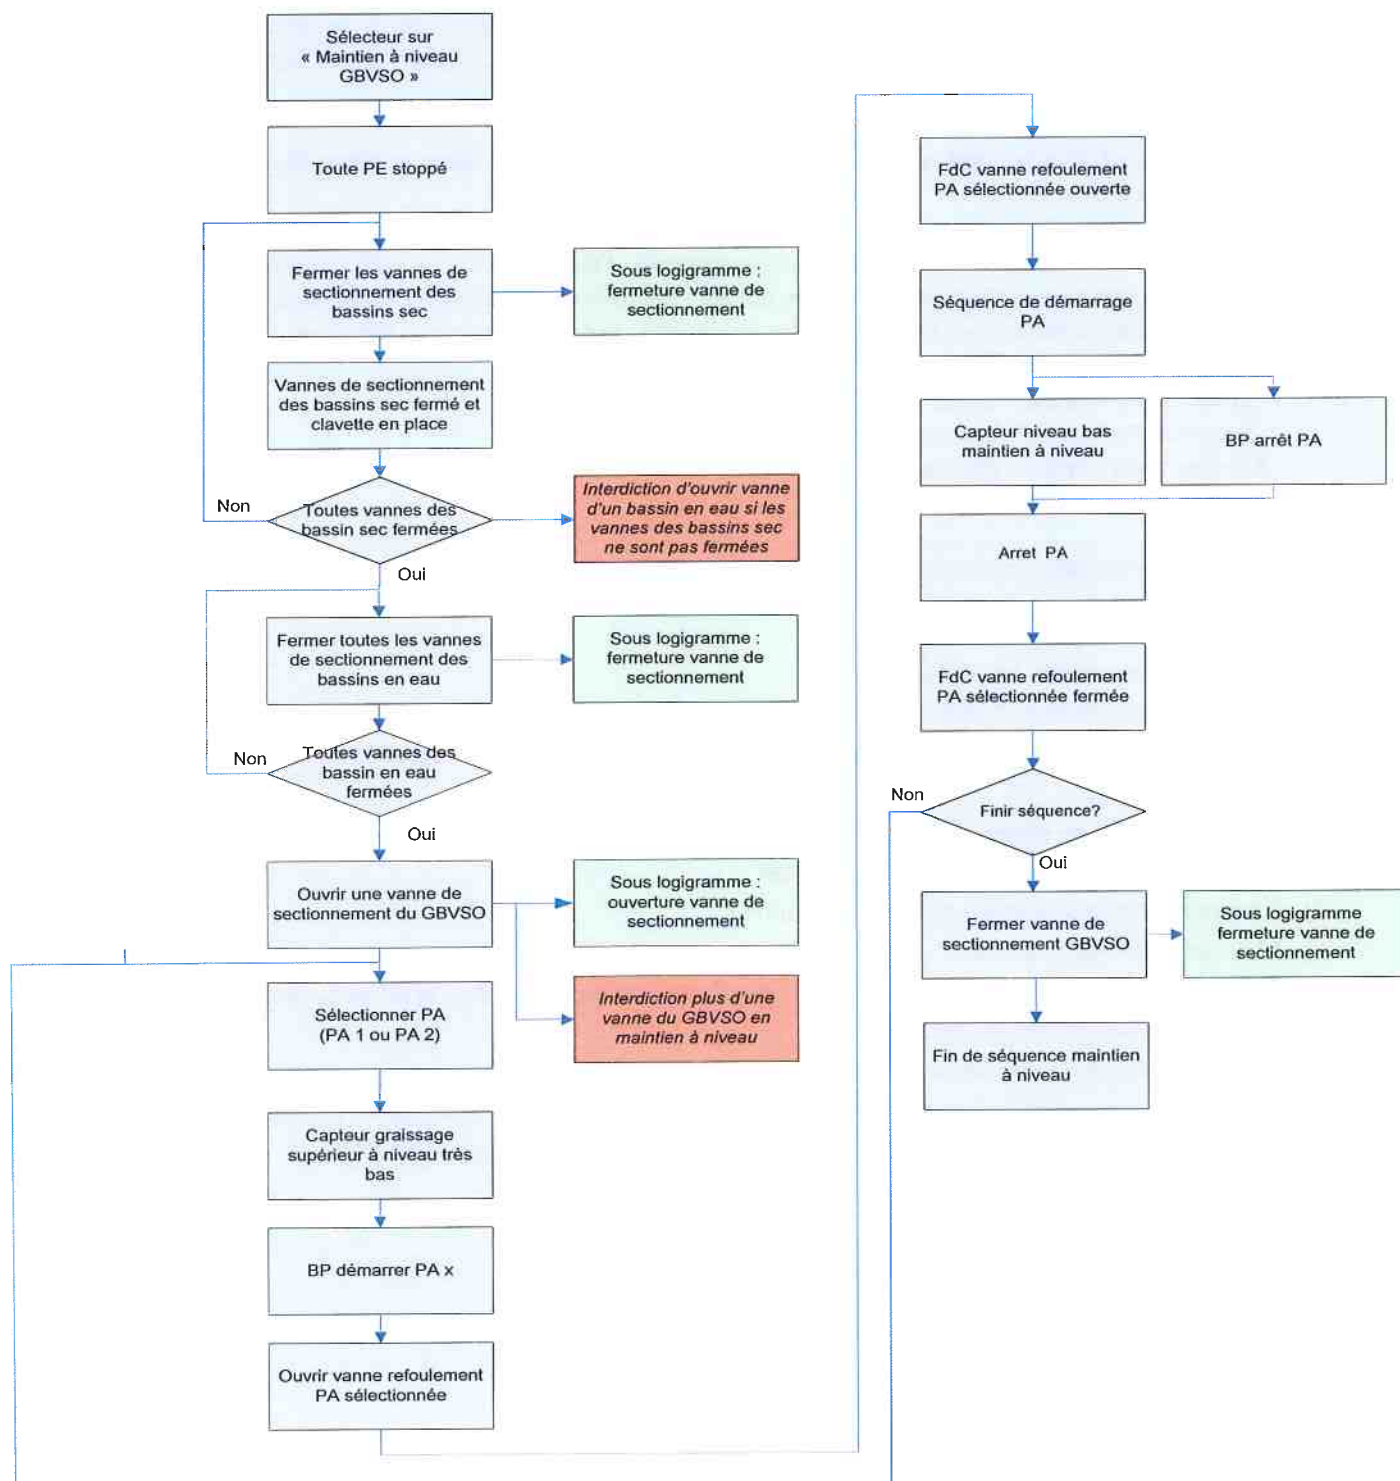 Sélecteur sur
« Maintien à niveau
GBVSO »
Toute PE stoppé
Fermer les vannes de
sectionnement des
bassins sec
Sous logigramme :
fermeture vanne de
sectionnement
Vannes de sectionnement
des bassins sec fermé et
clavette en place
Non
Toutes vannes des
bassin sec fermées
Interdiction d'ouvrir vanne
d'un bassin en eau si les
vannes des bassins sec
ne sont pas fermées
Oui
Fermer toutes les vannes
de sectionnement des
bassins en eau
Sous logigramme :
fermeture vanne de
sectionnement
Non
Toutes vannes des
bassin en eau
fermées
Oui
Ouvrir une vanne de
sectionnement du GBVSO
Sous logigramme :
ouverture vanne de
sectionnement
Interdiction plus d'une
vanne du GBVSO en
maintien à niveau
Sélectionner PA
(PA 1 ou PA 2)
Capteur graissage
supérieur à niveau très
bas
BP démarrer PA x
Ouvrir vanne refoulement
PA sélectionnée
FdC vanne refoulement
PA sélectionnée ouverte
Séquence de démarrage
PA
Capteur niveau bas
maintien à niveau
BP arrêt PA
Arret PA
FdC vanne refoulement
PA sélectionnée fermée
Non
Finir séquence?
Oui
Fermer vanne de
sectionnement GBVSO
Sous logigramme
fermeture vanne de
sectionnement
Fin de séquence maintien
à niveau